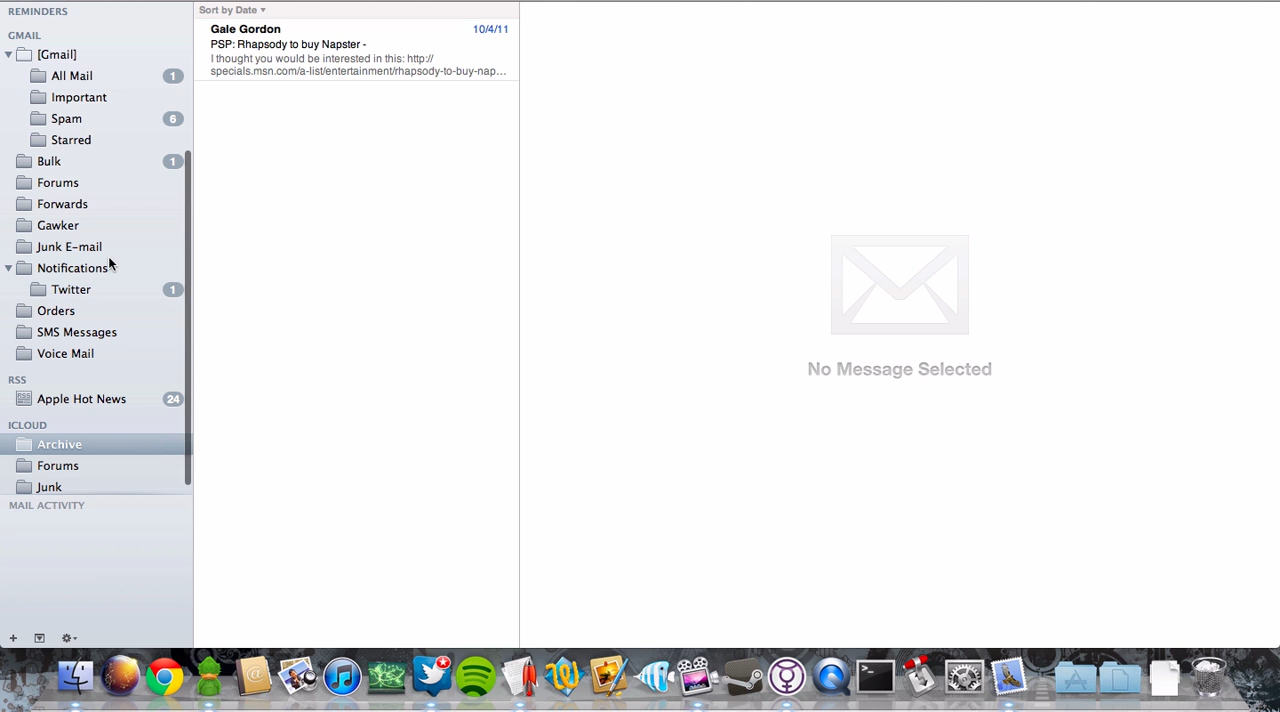 REMINDERS
GMAIL
[Gmail]
All Mail 1
Important
Spam 6
Starred
Bulk 1
Forums
Forwards
Gawker
Junk E-mail
Notifications
Twitter 1
Orders
SMS Messages
Voice Mail
RSS
RSS Apple Hot News 24
ICLOUD
Archive
Forums
Junk
MAIL ACTIVITY
Sort by Date
Gale Gordon 10/4/11
PSP: Rhapsody to buy Napster -
I thought you would be interested in this: http://
specials.msn.com/a-list/entertainment/rhapsody-to-buy-nap...
No Message Selected